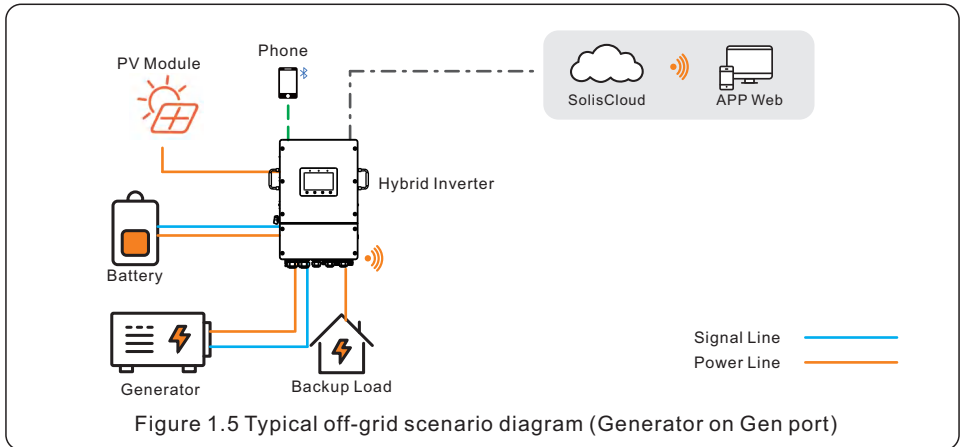 Phone
PV Module
SolisCloud
APP Web
Hybrid Inverter
Battery
Generator
Backup Load
Signal Line
Power Line
Figure 1.5 Typical off-grid scenario diagram (Generator on Gen port)